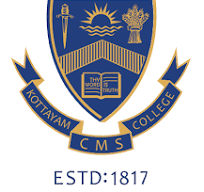 THY WORD IS TRUTH
KOTTAYAM CMS COLLEGE
ESTD:1817